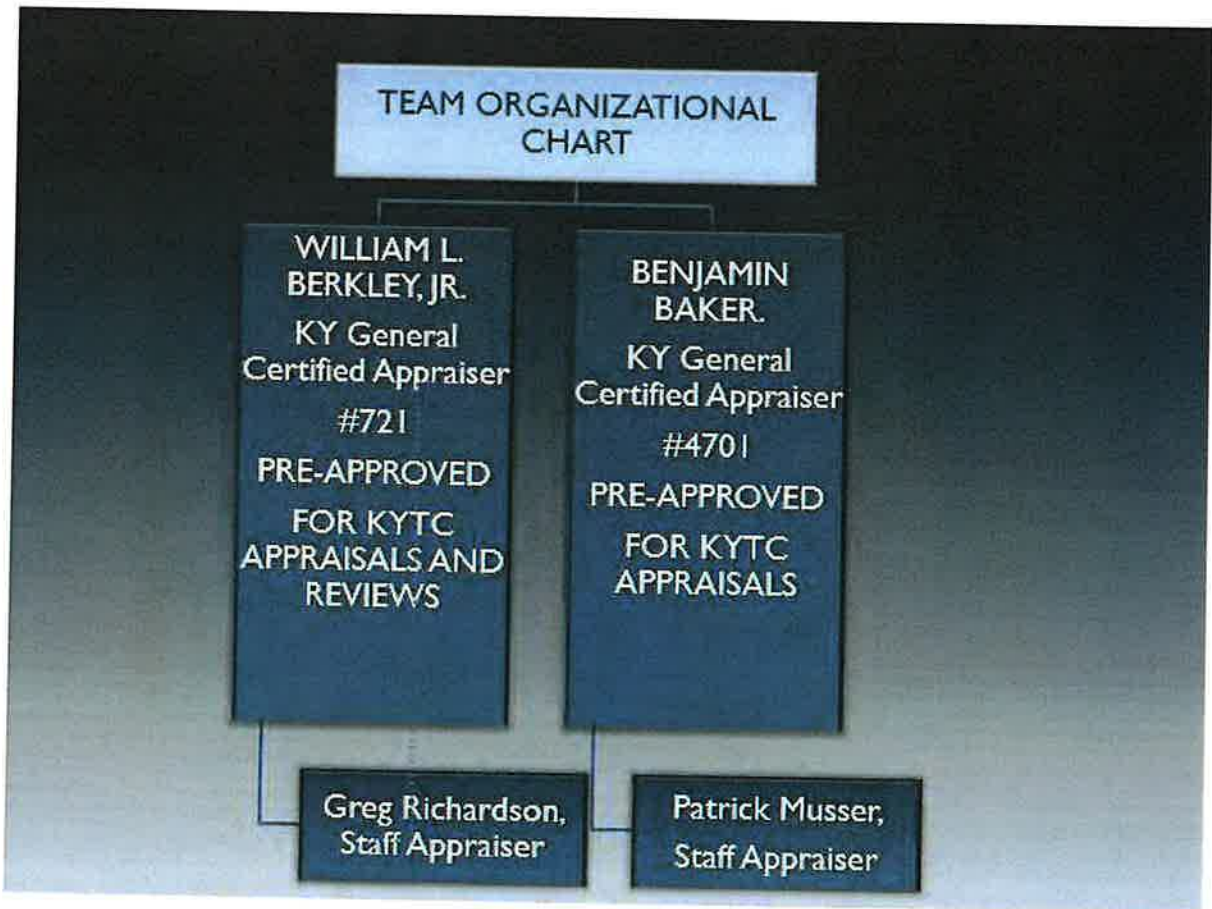 TEAM ORGANIZATIONAL
CHART
WILLIAM L.
BERKLEY, JR.
KY General
Certified Appraiser
#721
PRE-APPROVED
FOR KYTC
APPRAISALS AND
REVIEWS
BENJAMIN
BAKER.
KY General
Certified Appraiser
#4701
PRE-APPROVED
FOR KYTC
APPRAISALS
Greg Richardson,
Staff Appraiser
Patrick Musser,
Staff Appraiser